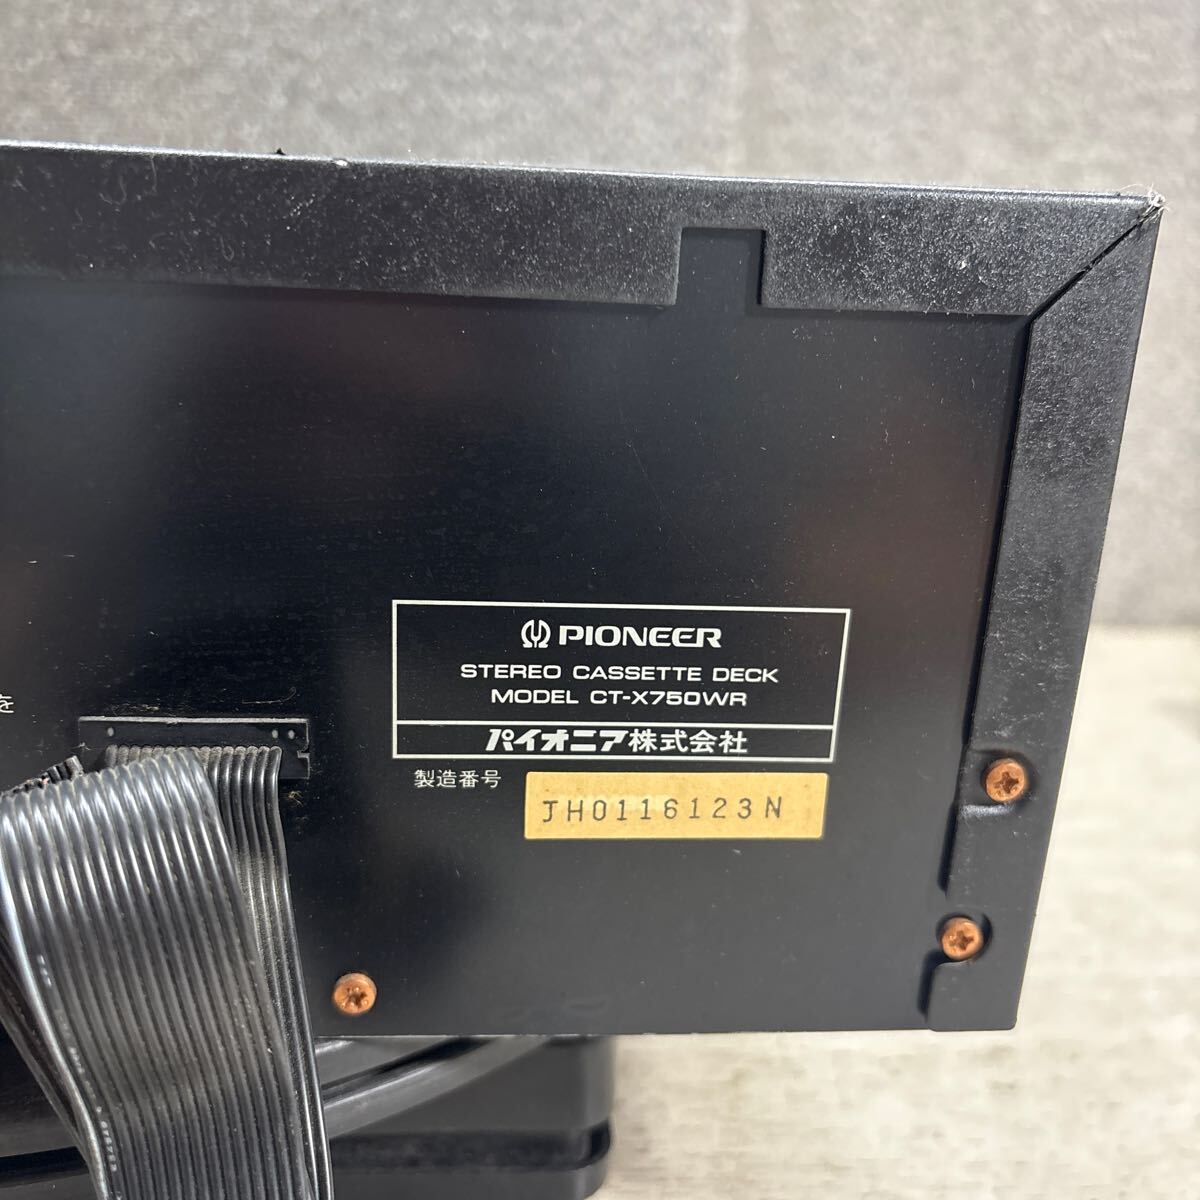 PIONEER
STEREO CASSETTE DECK
MODEL CT-X750WR
パイオニア株式会社
製造番号
JH0116123N
を